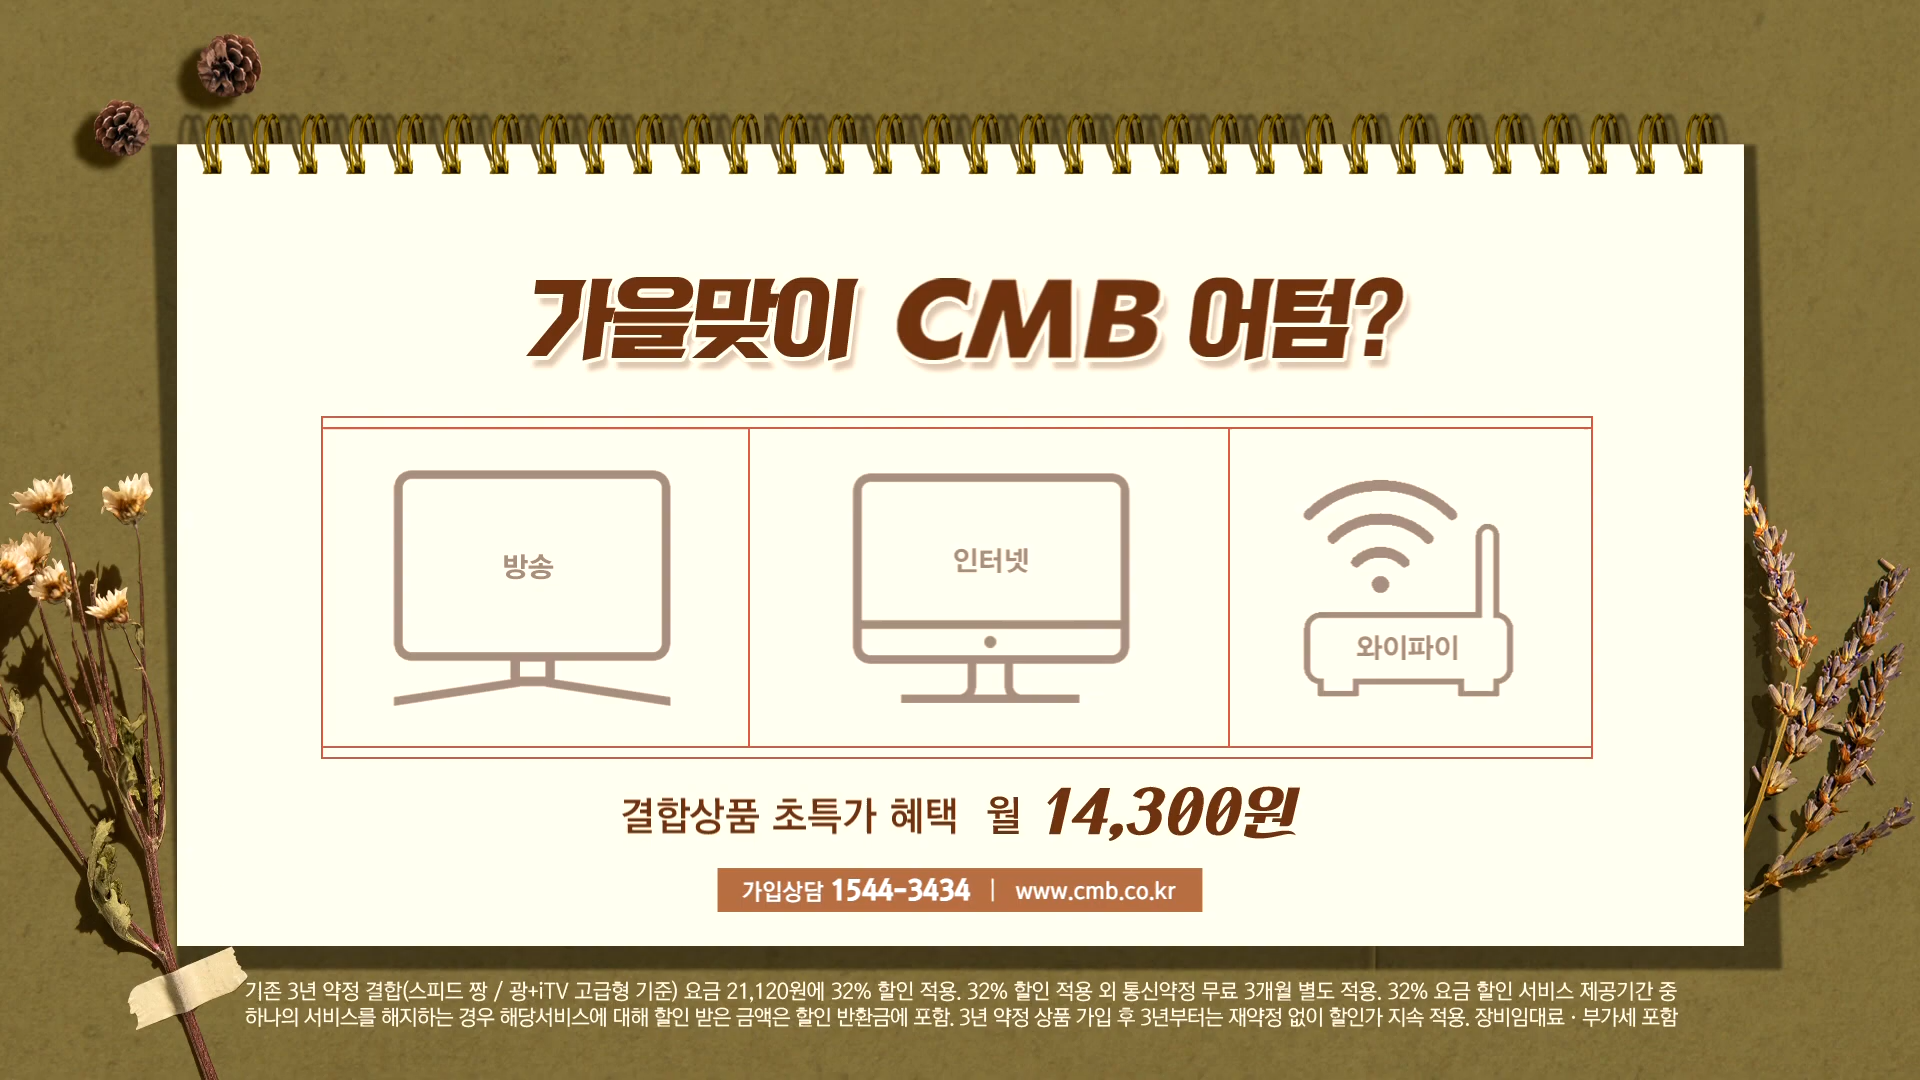 가을맞이 CMB 어텀?
방송
인터넷
와이파이
결합상품 초특가 혜택 월 14,300원
가입상담 1544-3434 | www.cmb.co.kr
기존 3년 약정 결합(스피드 짱 / 광+iTV 고급형 기준) 요금 21,120원에 32% 할인 적용. 32% 할인 적용 외 통신약정 무료 3개월 별도 적용. 32% 요금 할인 서비스 제공기간 중
하나의 서비스를 해지하는 경우 해당서비스에 대해 할인 받은 금액은 할인 반환금에 포함. 3년 약정 상품 가입 후 3년부터는 재약정 없이 할인가 지속 적용. 장비임대료 · 부가세 포함